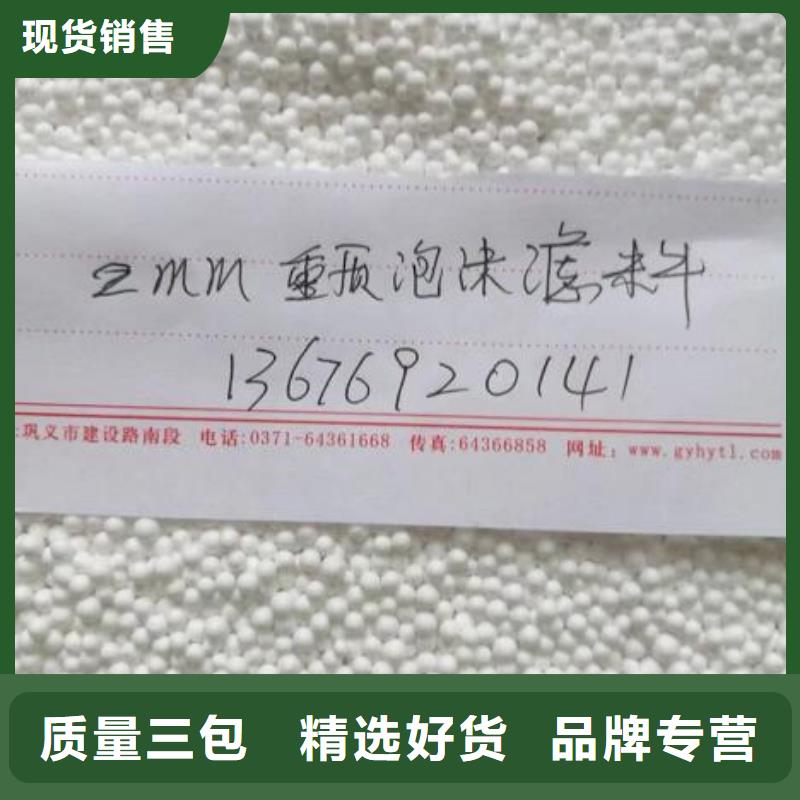 现货销售
2mm 重质泡沫滤料
13676920141
:巩义市建设路南段 电话:0371-64361668 传真:64366858 网址：www.gyhytl.com
质量三包 精选好货 品牌专营